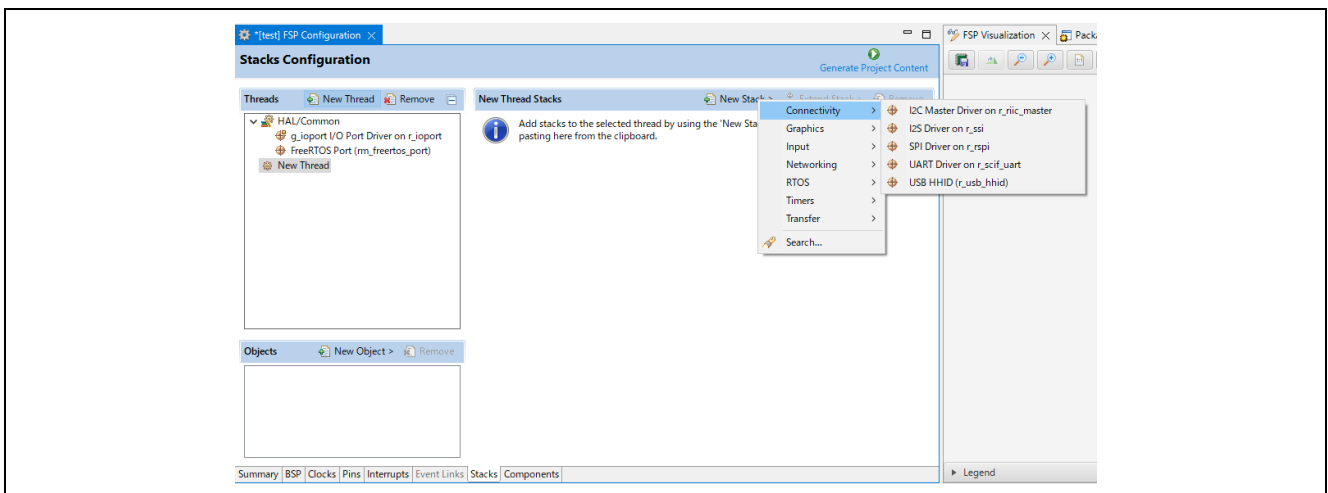 *[test] FSP Configuration
FSP Visualization
Stacks Configuration
Generate Project Content
Threads
New Thread
Remove
New Thread Stacks
New Stack >
Extend Stack >
Remove
HAL/Common
g_ioport I/O Port Driver on r_ioport
FreeRTOS Port (rm_freertos_port)
New Thread
Add stacks to the selected thread by using the 'New Sta
pasting here from the clipboard.
Connectivity
Graphics
Input
Networking
RTOS
Timers
Transfer
Search...
I2C Master Driver on r_riic_master
I2S Driver on r_ssi
SPI Driver on r_rspi
UART Driver on r_scif_uart
USB HHID (r_usb_hhid)
Objects
New Object >
Remove
Summary BSP Clocks Pins Interrupts Event Links Stacks Components
Legend